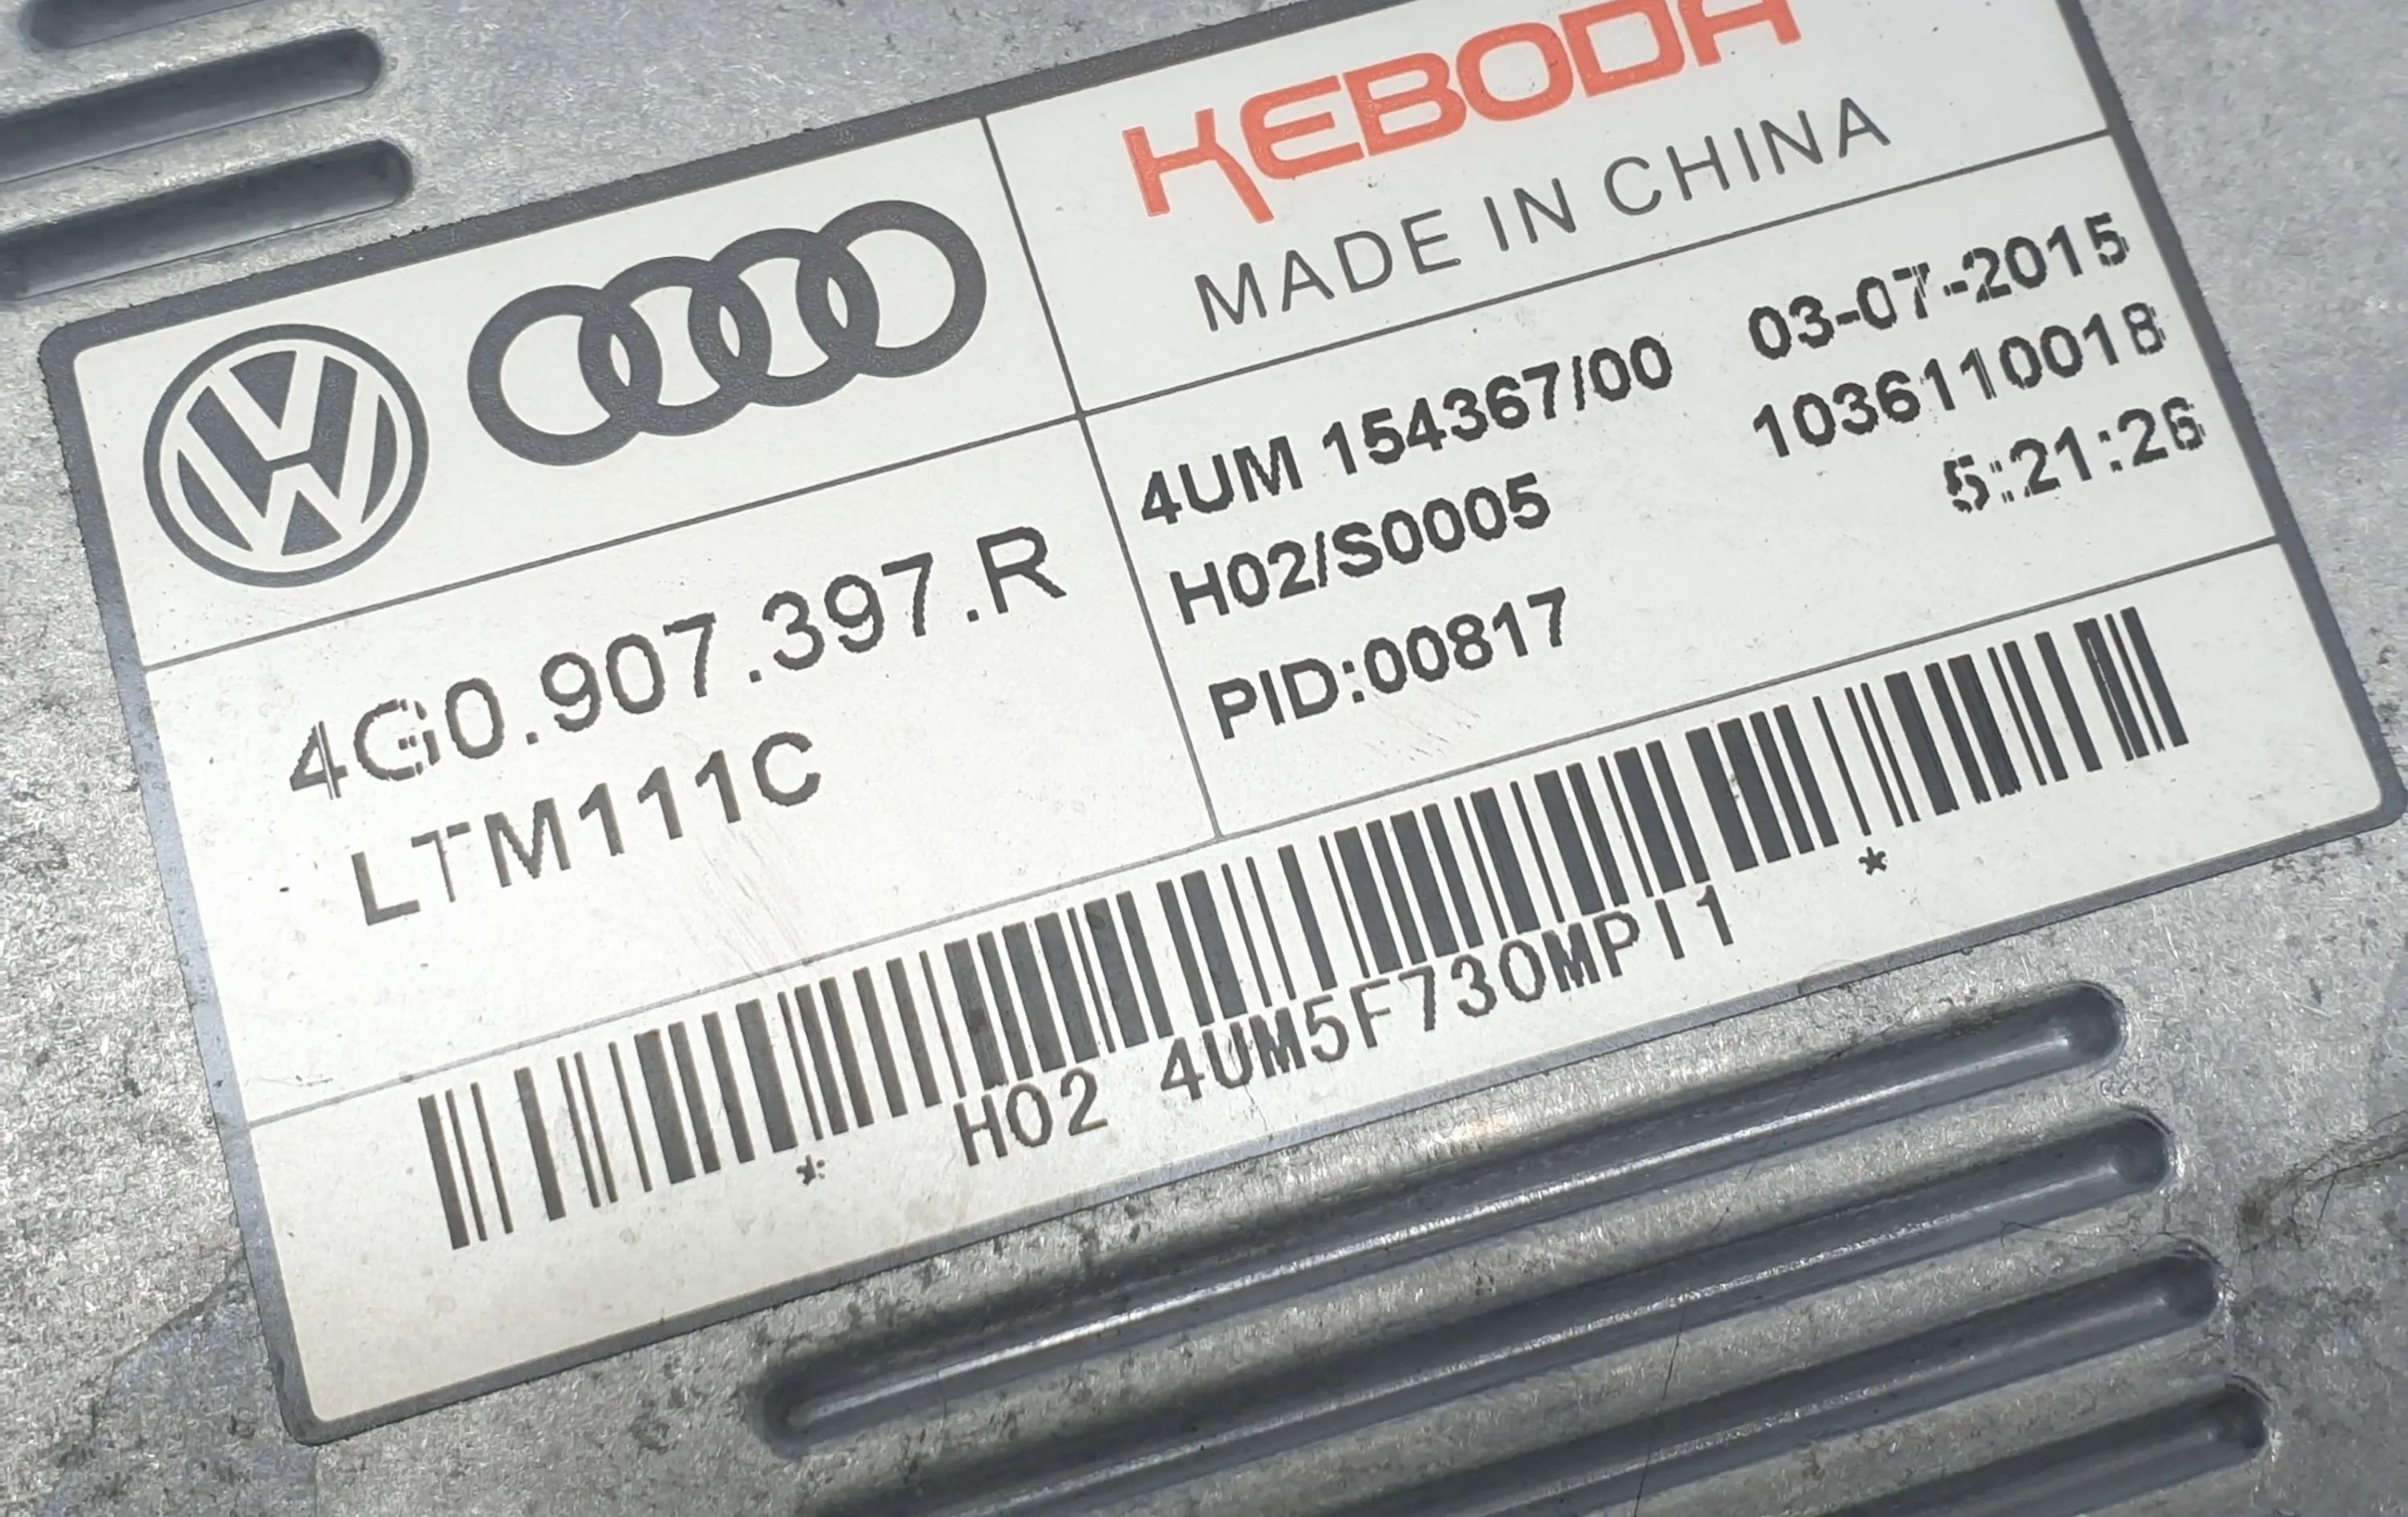 KEBODA
MADE IN CHINA
4G0.907.397.R
LTM111C
4UM 154367/00 03-07-2015
H02/S0005 1036110018
PID:00817 5:21:26
* H02 4UM5F730MPI1 *